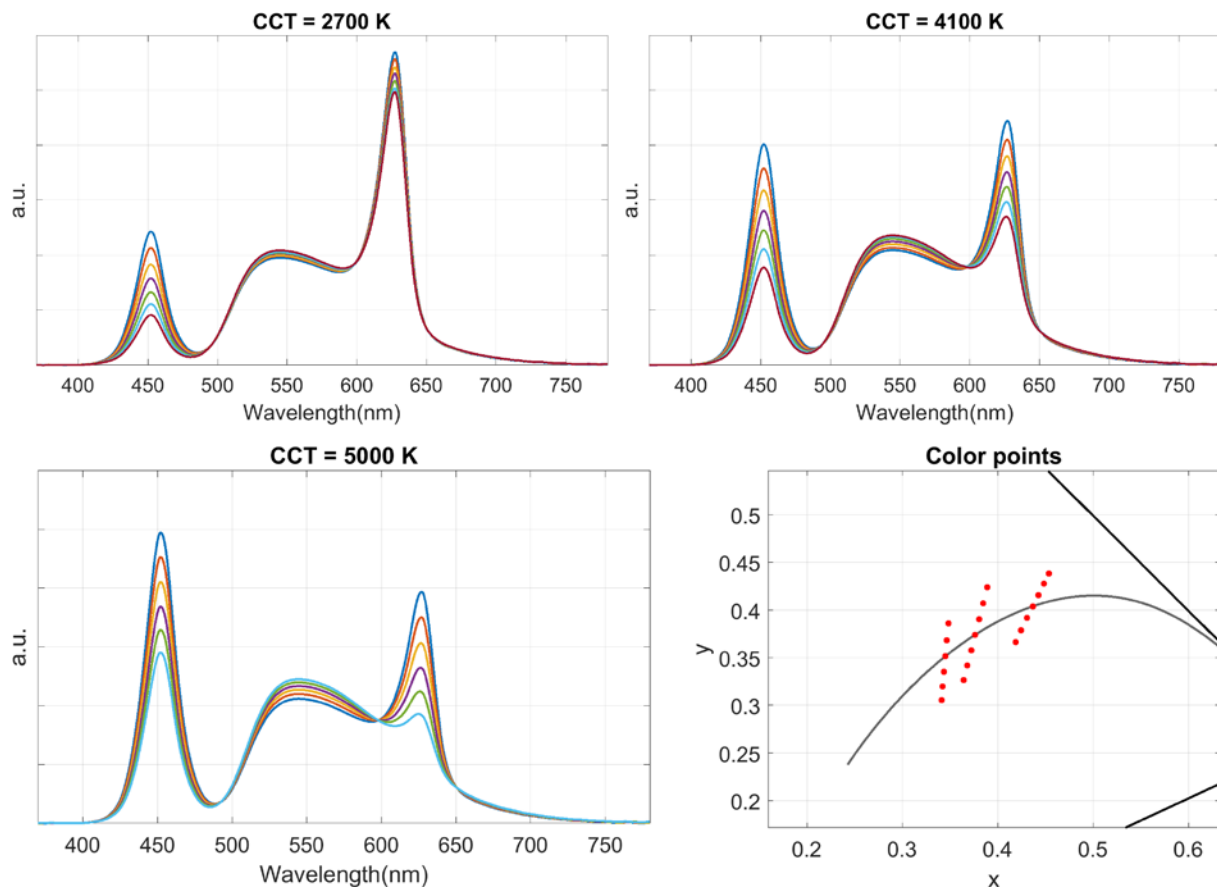 CCT = 2700 K
a.u.
400 450 500 550 600 650 700 750
Wavelength(nm)
CCT = 4100 K
a.u.
400 450 500 550 600 650 700 750
Wavelength(nm)
CCT = 5000 K
a.u.
400 450 500 550 600 650 700 750
Wavelength(nm)
Color points
y
0.5
0.45
0.4
0.35
0.3
0.25
0.2
0.2 0.3 0.4 0.5 0.6
x